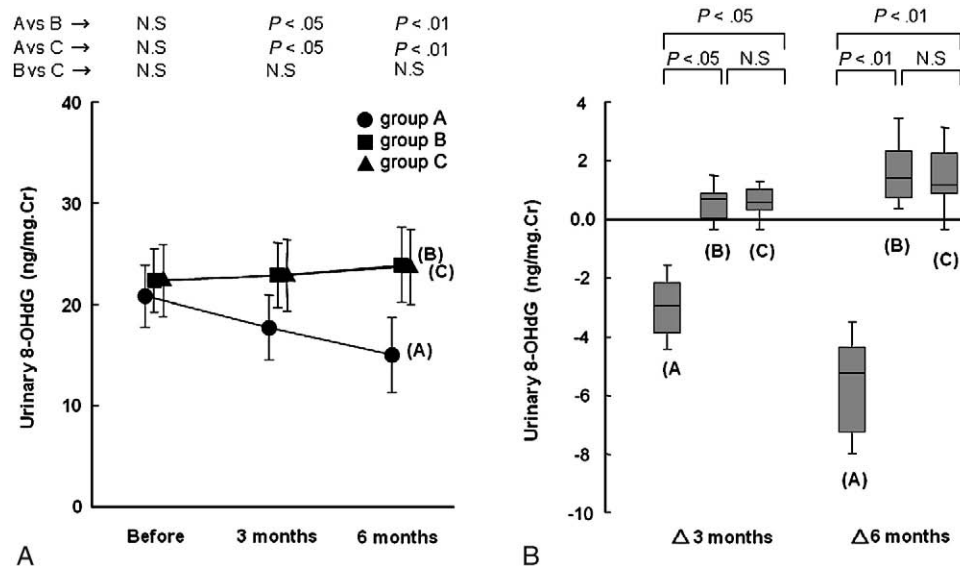 A vs B → N.S P < .05 P < .01
A vs C → N.S P < .05 P < .01
B vs C → N.S N.S N.S
40
30
20
10
0
Urinary 8-OHdG (ng/mg.Cr)
group A
group B
group C
(B)
(C)
(A)
Before 3 months 6 months
A
P < .05 P < .01
P < .05 N.S P < .01 N.S
4
2
0.0
-2
-4
-6
-8
-10
Urinary 8-OHdG (ng/mg.Cr)
(B) (C) (B) (C)
(A
(A)
Δ 3 months Δ 6 months
B